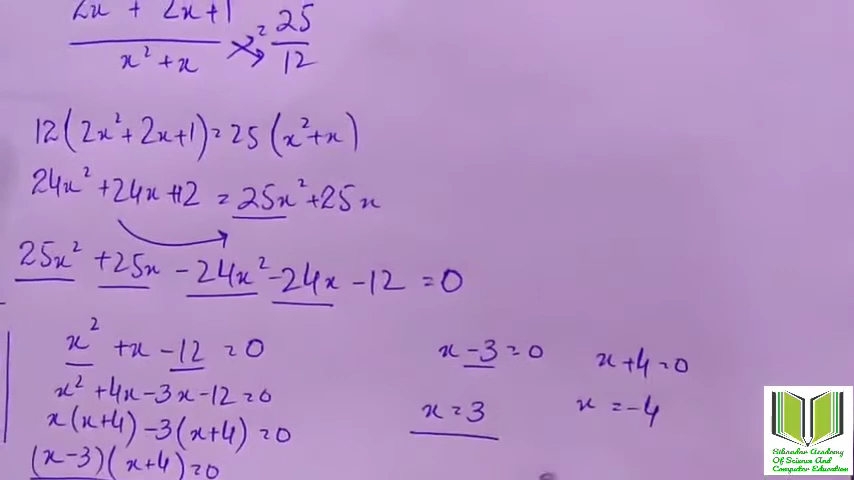 2x² + 2x+1 / x²+x = 25/12
12(2x²+2x+1) = 25(x²+x)
24x² +24x +12 = 25x²+25x
25x² +25x -24x² -24x -12 = 0
x² +x -12 = 0
x² +4x -3x -12 = 0
x(x+4) -3(x+4) = 0
(x-3)(x+4) = 0
x -3 = 0
x = 3
x+4 = 0
x = -4
Sikandar Academy
Of Science And
Computer Education